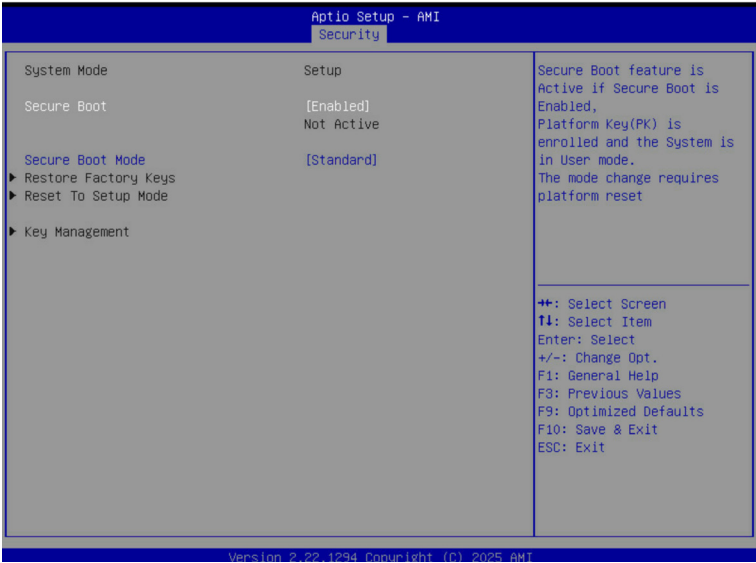 Aptio Setup - AMI
Security
System Mode Setup
Secure Boot [Enabled]
Not Active
Secure Boot Mode [Standard]
Restore Factory Keys
Reset To Setup Mode
Key Management
Secure Boot feature is
Active if Secure Boot is
Enabled,
Platform Key(PK) is
enrolled and the System is
in User mode.
The mode change requires
platform reset
→←: Select Screen
↑↓: Select Item
Enter: Select
+/-: Change Opt.
F1: General Help
F3: Previous Values
F9: Optimized Defaults
F10: Save & Exit
ESC: Exit
Version 2.22.1294 Copyright (C) 2025 AMI